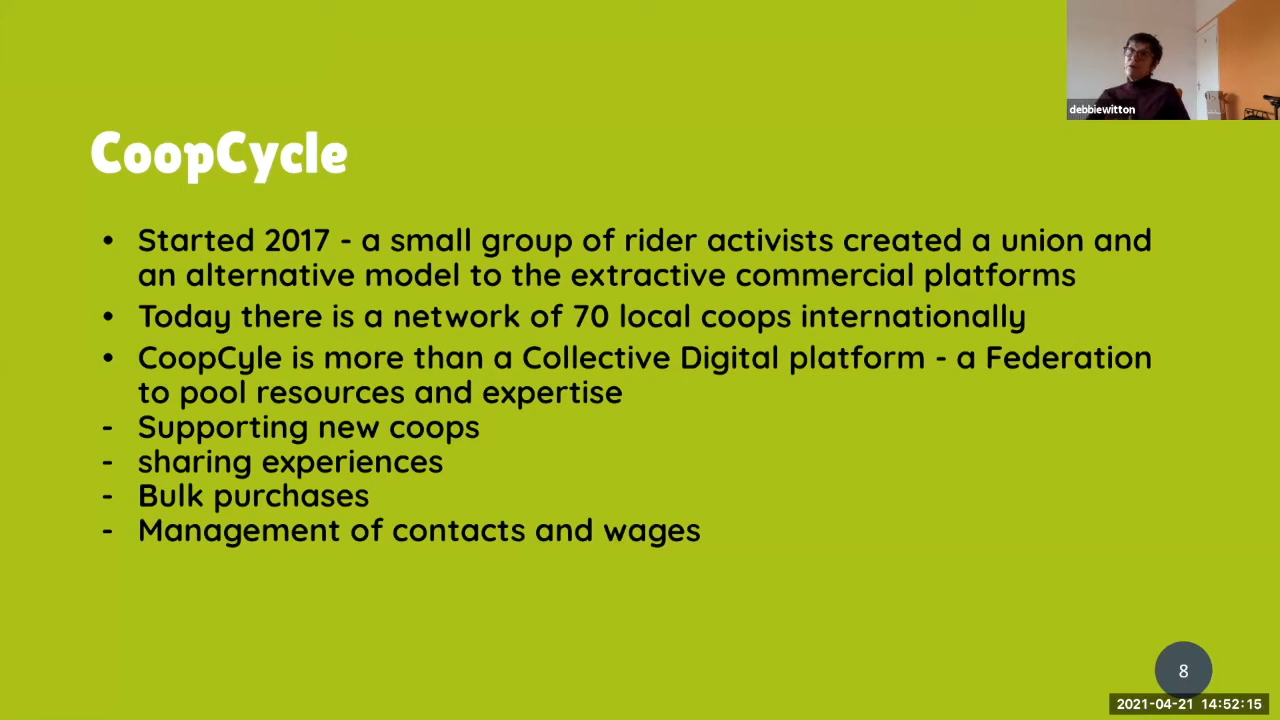 debbiewitton
CoopCycle
• Started 2017 - a small group of rider activists created a union and
an alternative model to the extractive commercial platforms
• Today there is a network of 70 local coops internationally
• CoopCyle is more than a Collective Digital platform - a Federation
to pool resources and expertise
- Supporting new coops
- sharing experiences
- Bulk purchases
- Management of contacts and wages
8
2021-04-21 14:52:15